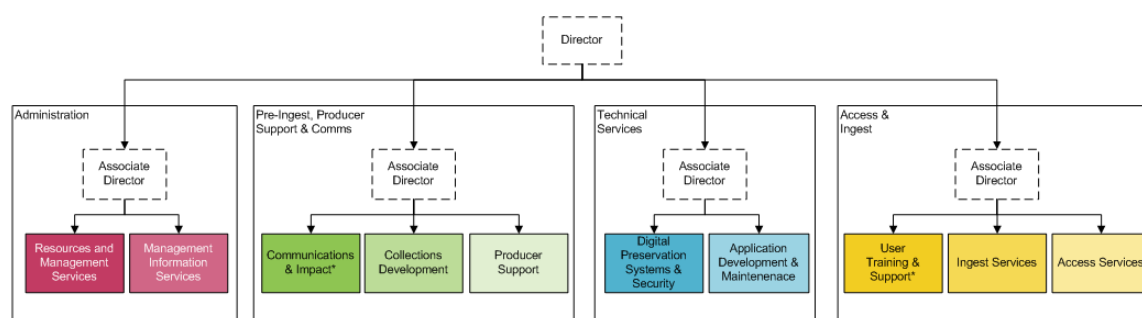 Director
Administration
Pre-Ingest, Producer
Support & Comms
Technical
Services
Access &
Ingest
Associate
Director
Associate
Director
Associate
Director
Associate
Director
Resources and
Management
Services
Management
Information
Services
Communications
& Impact*
Collections
Development
Producer
Support
Digital
Preservation
Systems &
Security
Application
Development &
Maintenenace
User
Training &
Support*
Ingest Services
Access Services